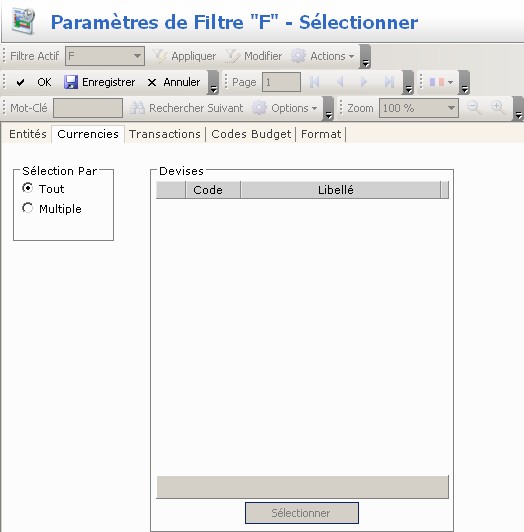 Paramètres de Filtre "F" - Sélectionner
Filtre Actif F Appliquer Modifier Actions
OK Enregistrer Annuler Page 1
Mot-Clé Rechercher Suivant Options Zoom 100 %
Entités Currencies Transactions Codes Budget Format
Sélection Par
Tout
Multiple
Devises
Code Libellé
Sélectionner